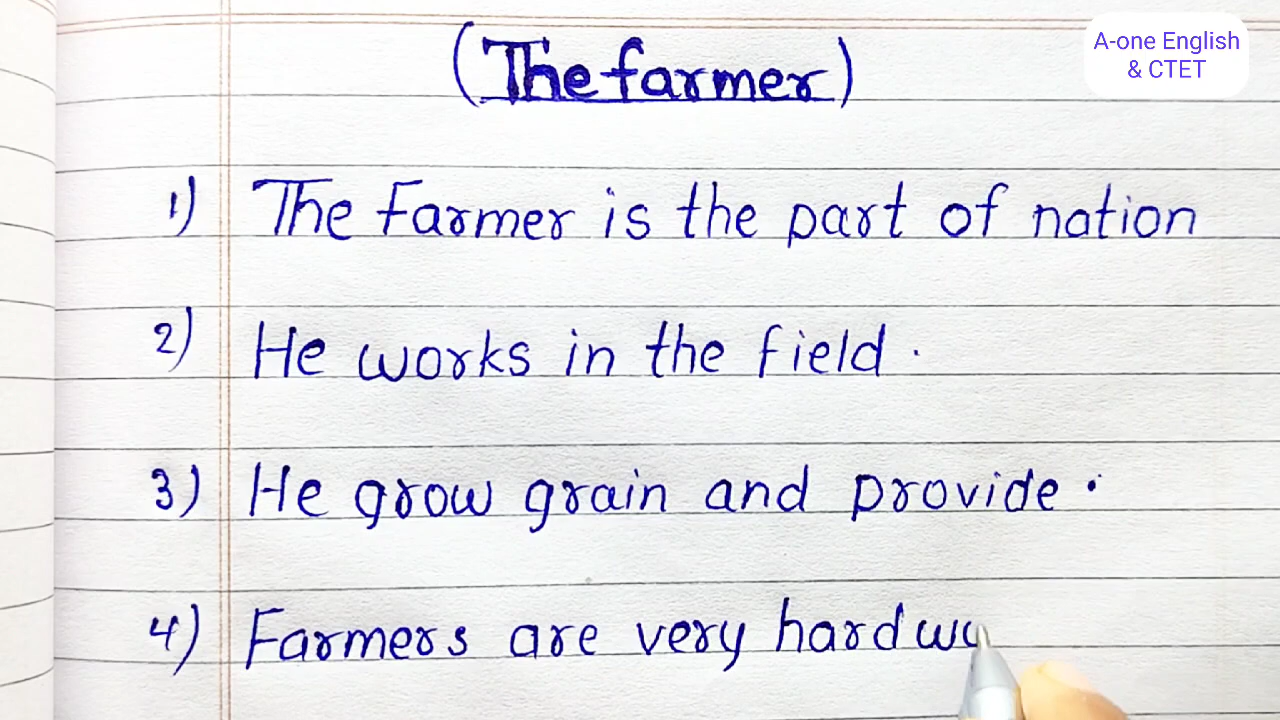 (The farmer)
A-one English
& CTET
1) The Farmer is the part of nation
2) He works in the field.
3) He grow grain and provide.
4) Farmers are very hard